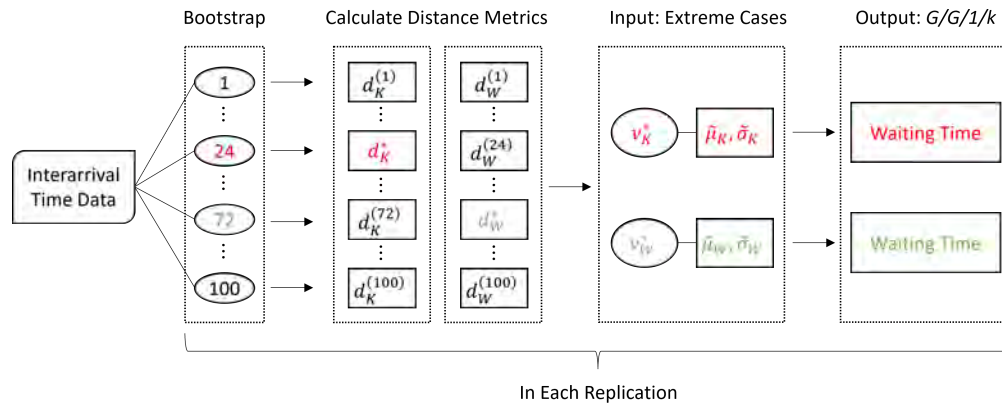 Bootstrap Calculate Distance Metrics Input: Extreme Cases Output: G/G/1/k
1 d_K^{(1)} d_W^{(1)}
⋮ ⋮ ⋮
24 d_K^* d_W^{(24)} ν_K^* μ̃_K, σ̃_K Waiting Time
Interarrival
Time Data
⋮ ⋮ ⋮
72 d_K^{(72)} d_W^* ν_W^* μ̃_W, σ̃_W Waiting Time
⋮ ⋮ ⋮
100 d_K^{(100)} d_W^{(100)}
In Each Replication